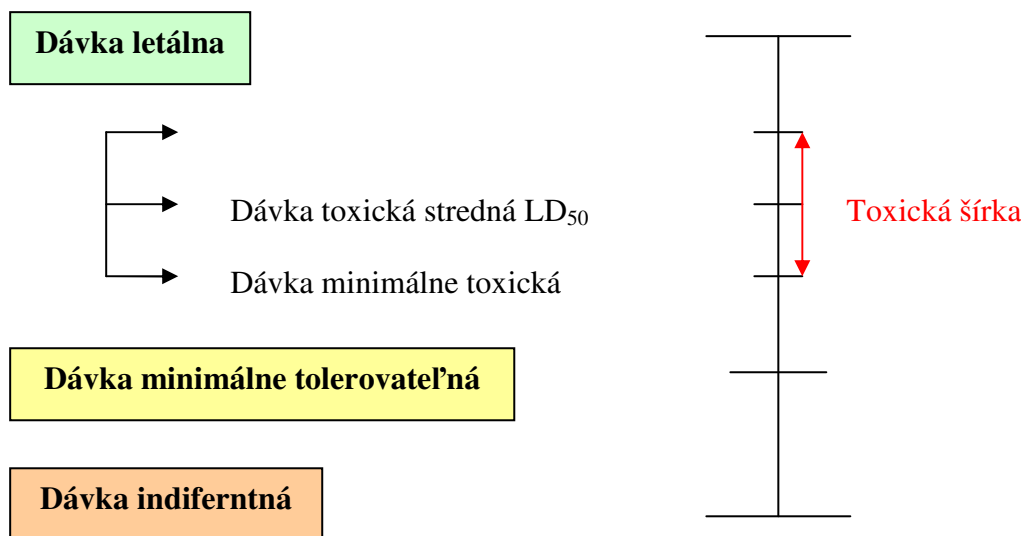 Dávka letálna
Dávka toxická stredná LD₅₀
Toxická šírka
Dávka minimálne toxická
Dávka minimálne tolerovateľná
Dávka indiferntná